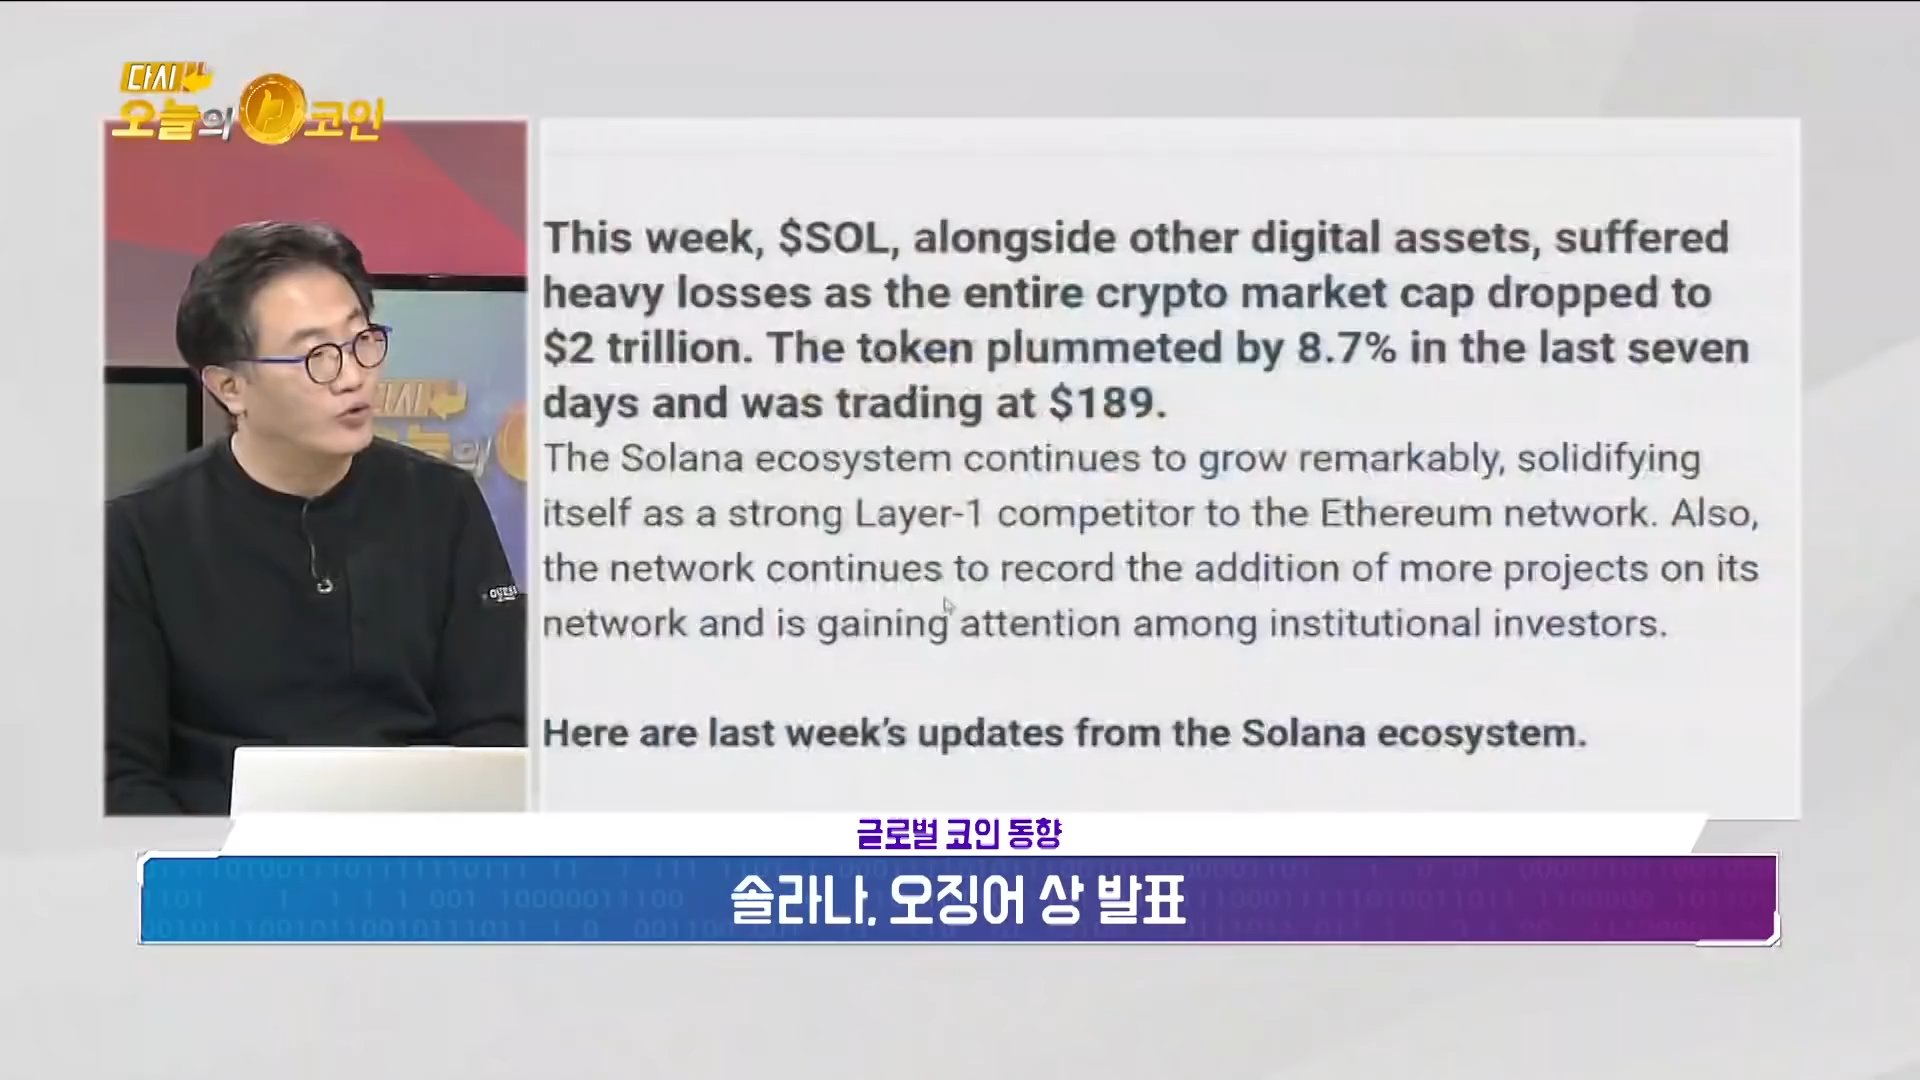 다시
오늘의 코인
This week, $SOL, alongside other digital assets, suffered
heavy losses as the entire crypto market cap dropped to
$2 trillion. The token plummeted by 8.7% in the last seven
days and was trading at $189.
The Solana ecosystem continues to grow remarkably, solidifying
itself as a strong Layer-1 competitor to the Ethereum network. Also,
the network continues to record the addition of more projects on its
network and is gaining attention among institutional investors.
Here are last week's updates from the Solana ecosystem.
글로벌 코인 동향
솔라나, 오징어 상 발표